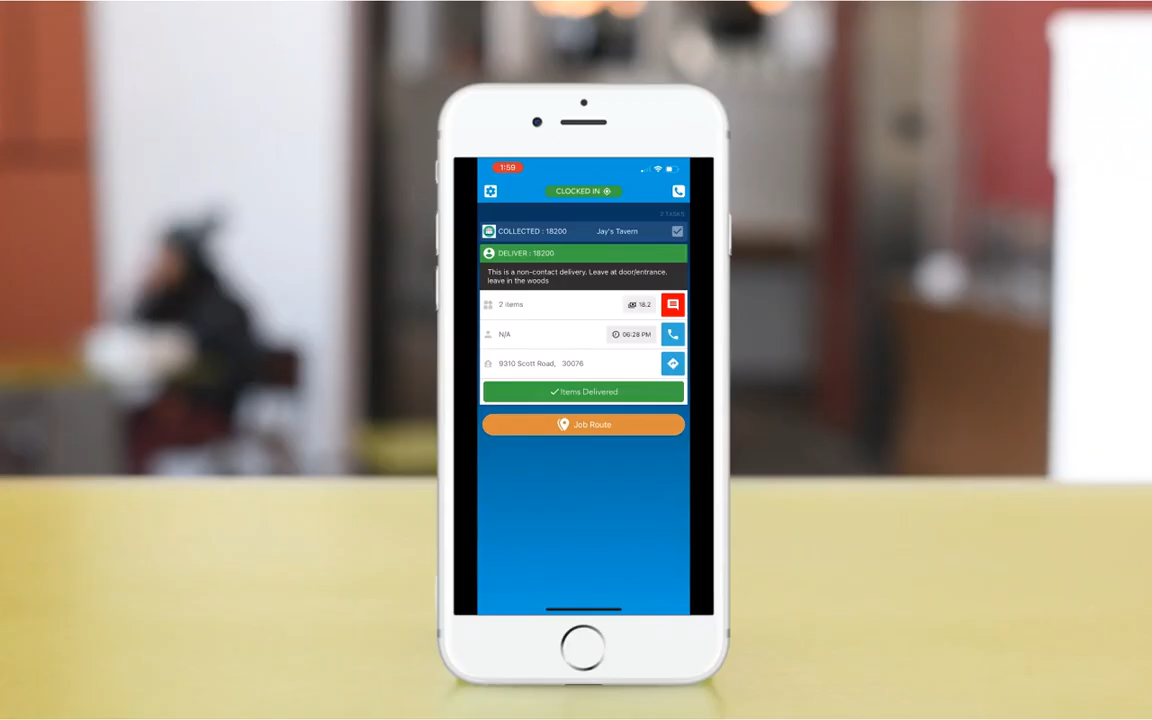 1:59
CLOCKED IN
2 TASKS
COLLECTED : 18200 Jay's Tavern
DELIVER : 18200
This is a non-contact delivery. Leave at door/entrance.
leave in the woods
2 items 18.2
N/A 06:28 PM
9310 Scott Road, 30076
Items Delivered
Job Route